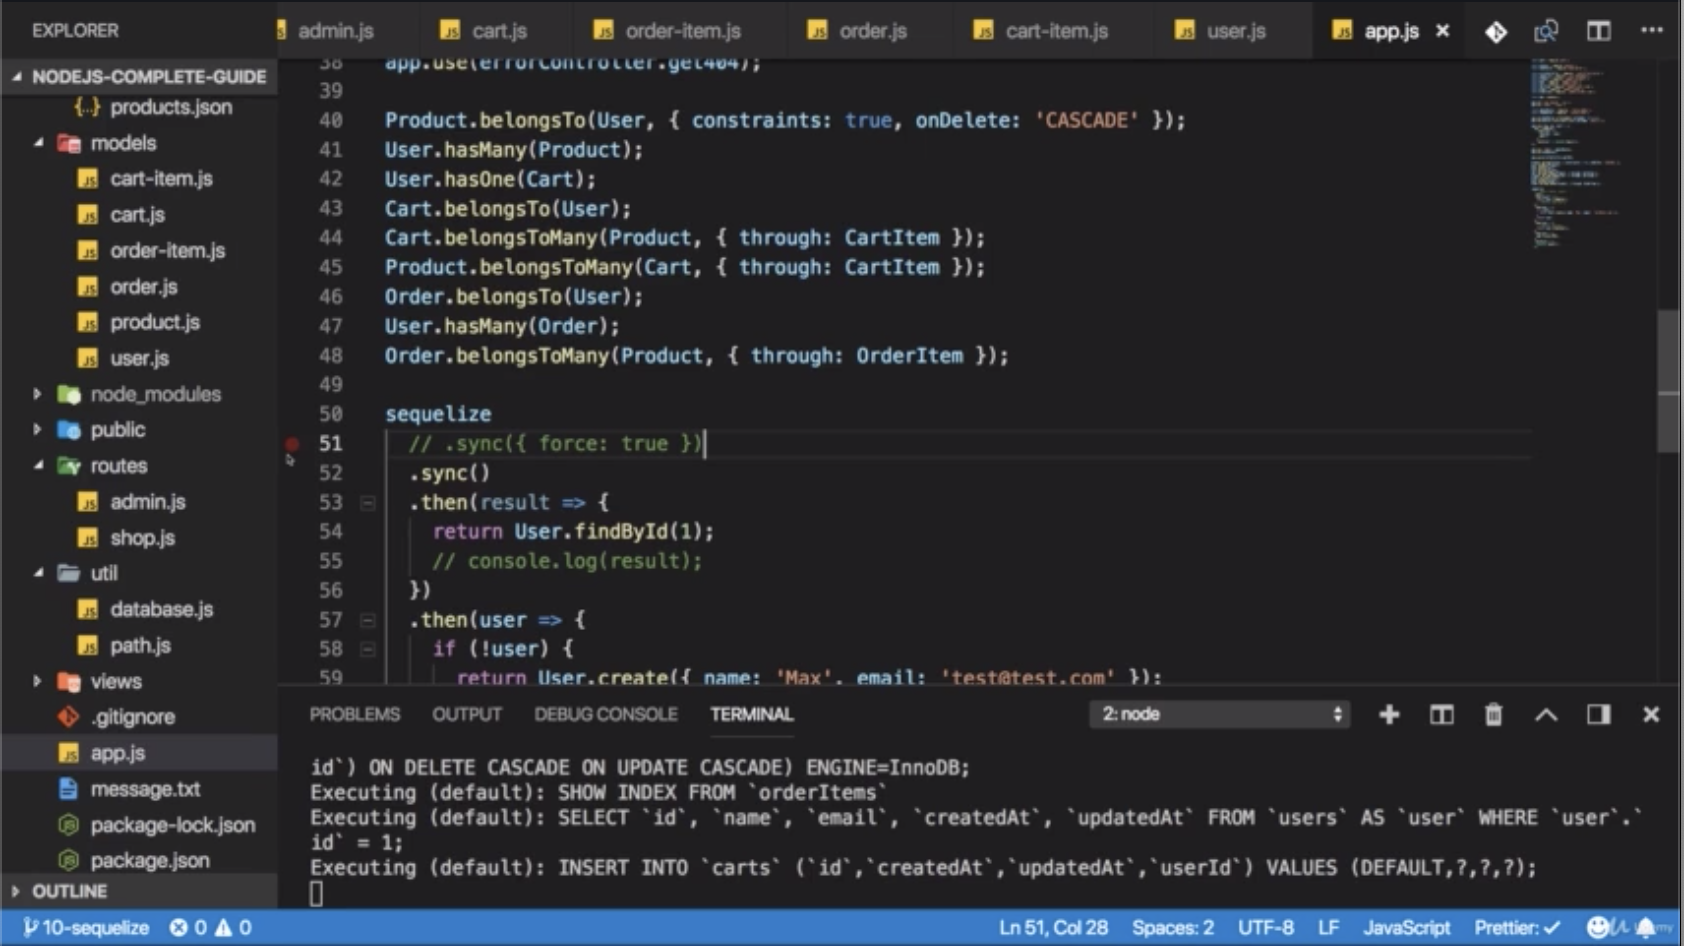 EXPLORER
admin.js
cart.js
order-item.js
order.js
cart-item.js
user.js
app.js
NODEJS-COMPLETE-GUIDE
{..} products.json
models
cart-item.js
cart.js
order-item.js
order.js
product.js
user.js
node_modules
public
routes
admin.js
shop.js
util
database.js
path.js
views
.gitignore
app.js
message.txt
package-lock.json
package.json
OUTLINE
38 app.use(errorController.get404);
39
40 Product.belongsTo(User, { constraints: true, onDelete: 'CASCADE' });
41 User.hasMany(Product);
42 User.hasOne(Cart);
43 Cart.belongsTo(User);
44 Cart.belongsToMany(Product, { through: CartItem });
45 Product.belongsToMany(Cart, { through: CartItem });
46 Order.belongsTo(User);
47 User.hasMany(Order);
48 Order.belongsToMany(Product, { through: OrderItem });
49
50 sequelize
51 // .sync({ force: true })
52 .sync()
53 .then(result => {
54 return User.findById(1);
55 // console.log(result);
56 })
57 .then(user => {
58 if (!user) {
59 return User.create({ name: 'Max', email: 'test@test.com' });
PROBLEMS OUTPUT DEBUG CONSOLE TERMINAL 2: node
id`) ON DELETE CASCADE ON UPDATE CASCADE) ENGINE=InnoDB;
Executing (default): SHOW INDEX FROM `orderItems`
Executing (default): SELECT `id`, `name`, `email`, `createdAt`, `updatedAt` FROM `users` AS `user` WHERE `user`.`
id` = 1;
Executing (default): INSERT INTO `carts` (`id`,`createdAt`,`updatedAt`,`userId`) VALUES (DEFAULT,?,?,?);
10-sequelize 0 0 Ln 51, Col 28 Spaces: 2 UTF-8 LF JavaScript Prettier: ✓